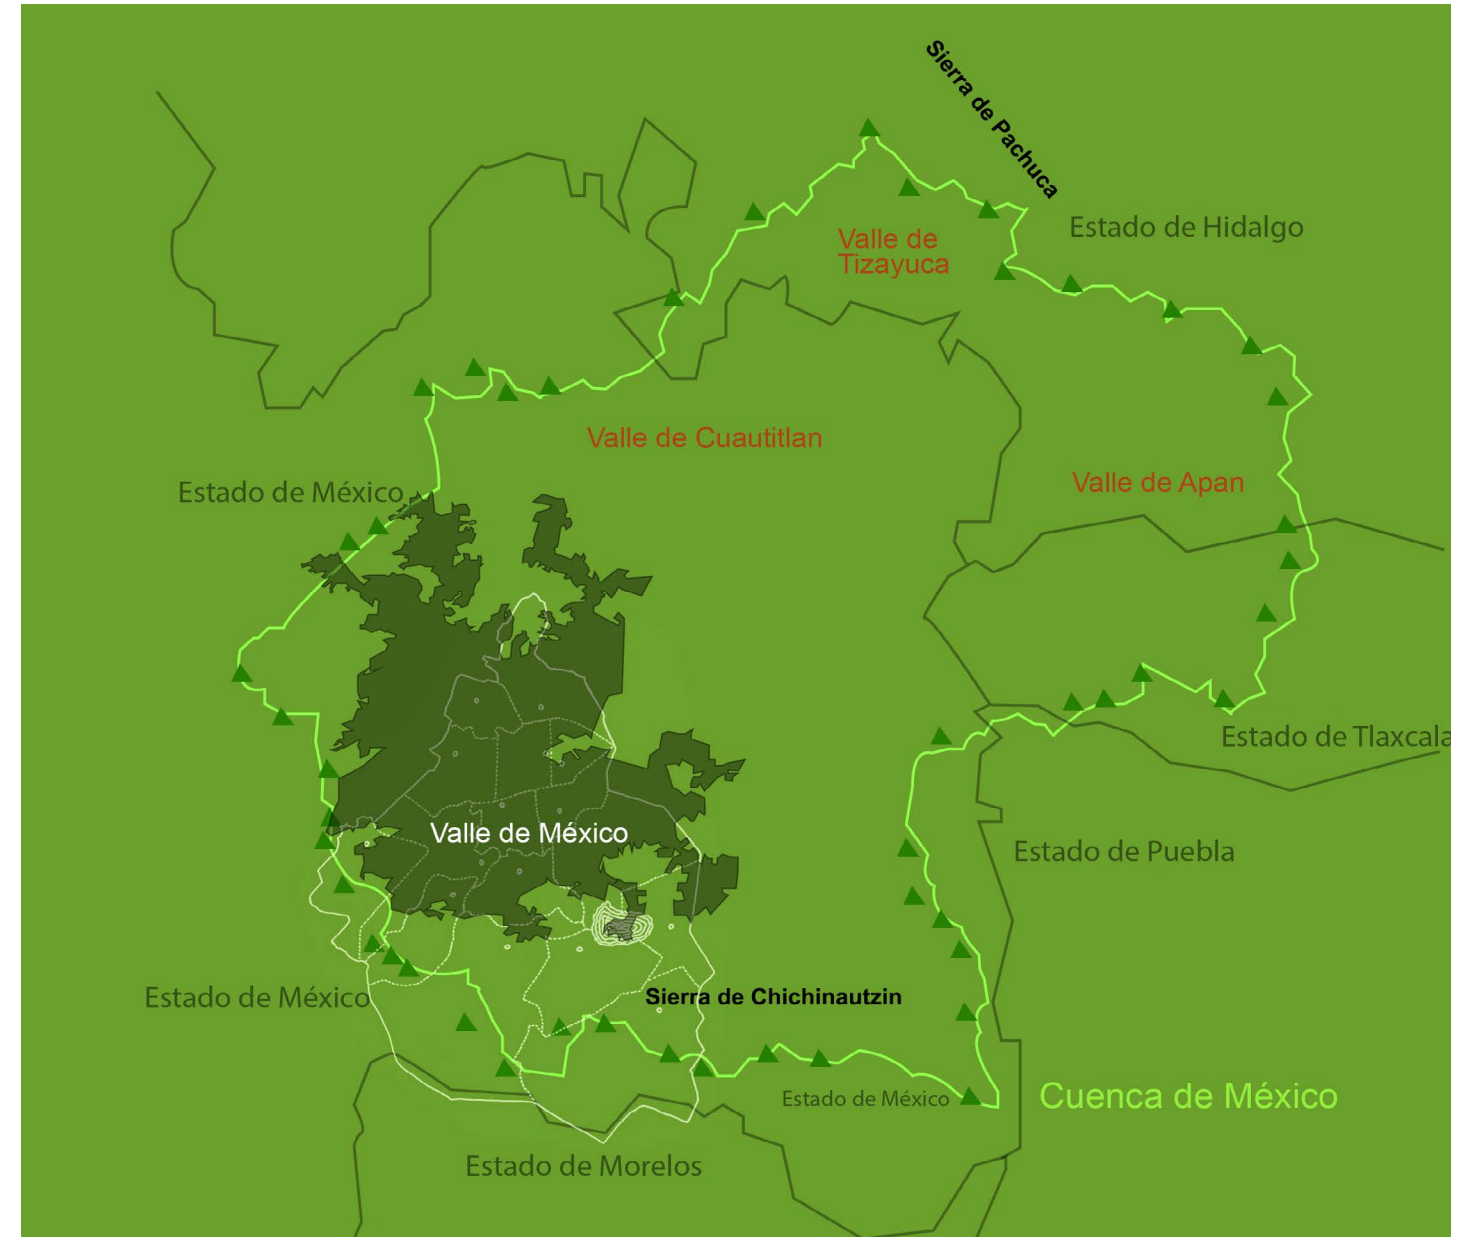 Sierra de Pachuca
Estado de Hidalgo
Valle de
Tizayuca
Valle de Cuautitlan
Valle de Apan
Estado de México
Estado de Tlaxcala
Valle de México
Estado de Puebla
Estado de México
Sierra de Chichinautzin
Estado de México
Cuenca de México
Estado de Morelos